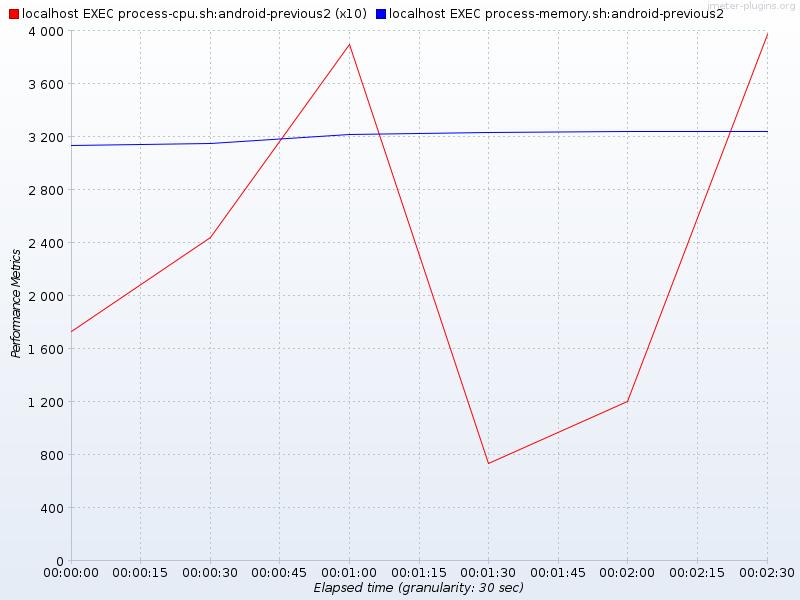 jmeter-plugins.org
localhost EXEC process-cpu.sh:android-previous2 (x10) localhost EXEC process-memory.sh:android-previous2
4 000
3 600
3 200
2 800
2 400
2 000
1 600
1 200
800
400
0
Performance Metrics
00:00:00 00:00:15 00:00:30 00:00:45 00:01:00 00:01:15 00:01:30 00:01:45 00:02:00 00:02:15 00:02:30
Elapsed time (granularity: 30 sec)